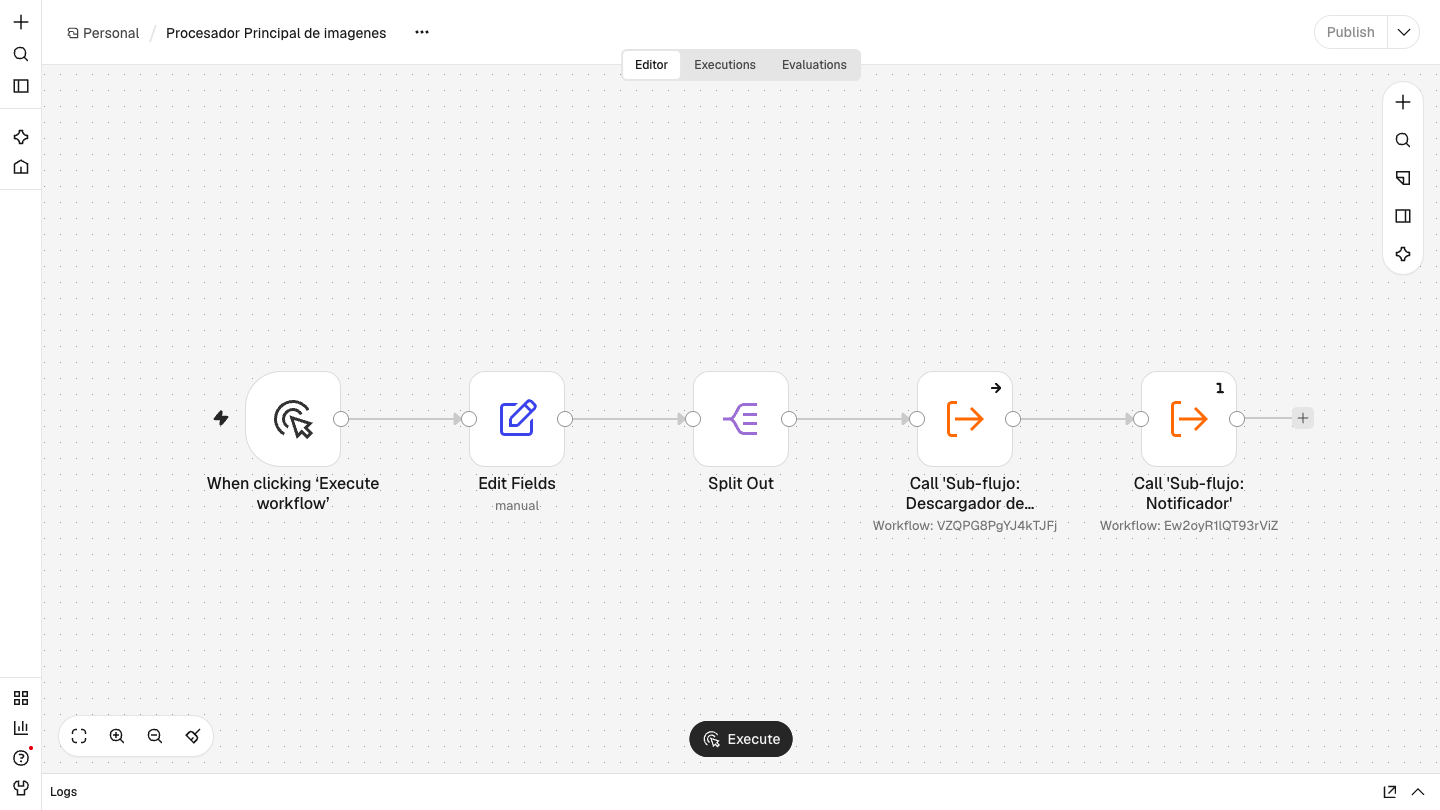 Personal / Procesador Principal de imagenes ...
Publish
Editor Executions Evaluations
1
When clicking ‘Execute
workflow’
Edit Fields
manual
Split Out
Call 'Sub-flujo:
Descargador de...
Workflow: VZQPG8PgYJ4kTJFj
Call 'Sub-flujo:
Notificador'
Workflow: Ew2oyR1lQT93rViZ
Execute
Logs